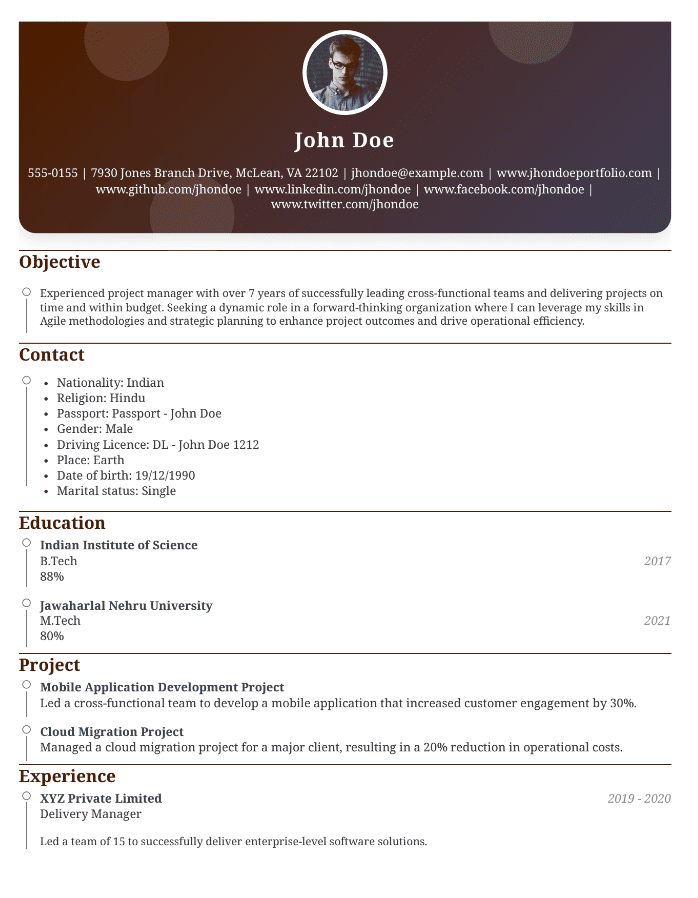 John Doe
555-0155 | 7930 Jones Branch Drive, McLean, VA 22102 | jhondoe@example.com | www.jhondoeportfolio.com |
www.github.com/jhondoe | www.linkedin.com/jhondoe | www.facebook.com/jhondoe |
www.twitter.com/jhondoe
Objective
Experienced project manager with over 7 years of successfully leading cross-functional teams and delivering projects on
time and within budget. Seeking a dynamic role in a forward-thinking organization where I can leverage my skills in
Agile methodologies and strategic planning to enhance project outcomes and drive operational efficiency.
Contact
• Nationality: Indian
• Religion: Hindu
• Passport: Passport - John Doe
• Gender: Male
• Driving Licence: DL - John Doe 1212
• Place: Earth
• Date of birth: 19/12/1990
• Marital status: Single
Education
Indian Institute of Science
B.Tech 2017
88%
Jawaharlal Nehru University
M.Tech 2021
80%
Project
Mobile Application Development Project
Led a cross-functional team to develop a mobile application that increased customer engagement by 30%.
Cloud Migration Project
Managed a cloud migration project for a major client, resulting in a 20% reduction in operational costs.
Experience
XYZ Private Limited 2019 - 2020
Delivery Manager
Led a team of 15 to successfully deliver enterprise-level software solutions.